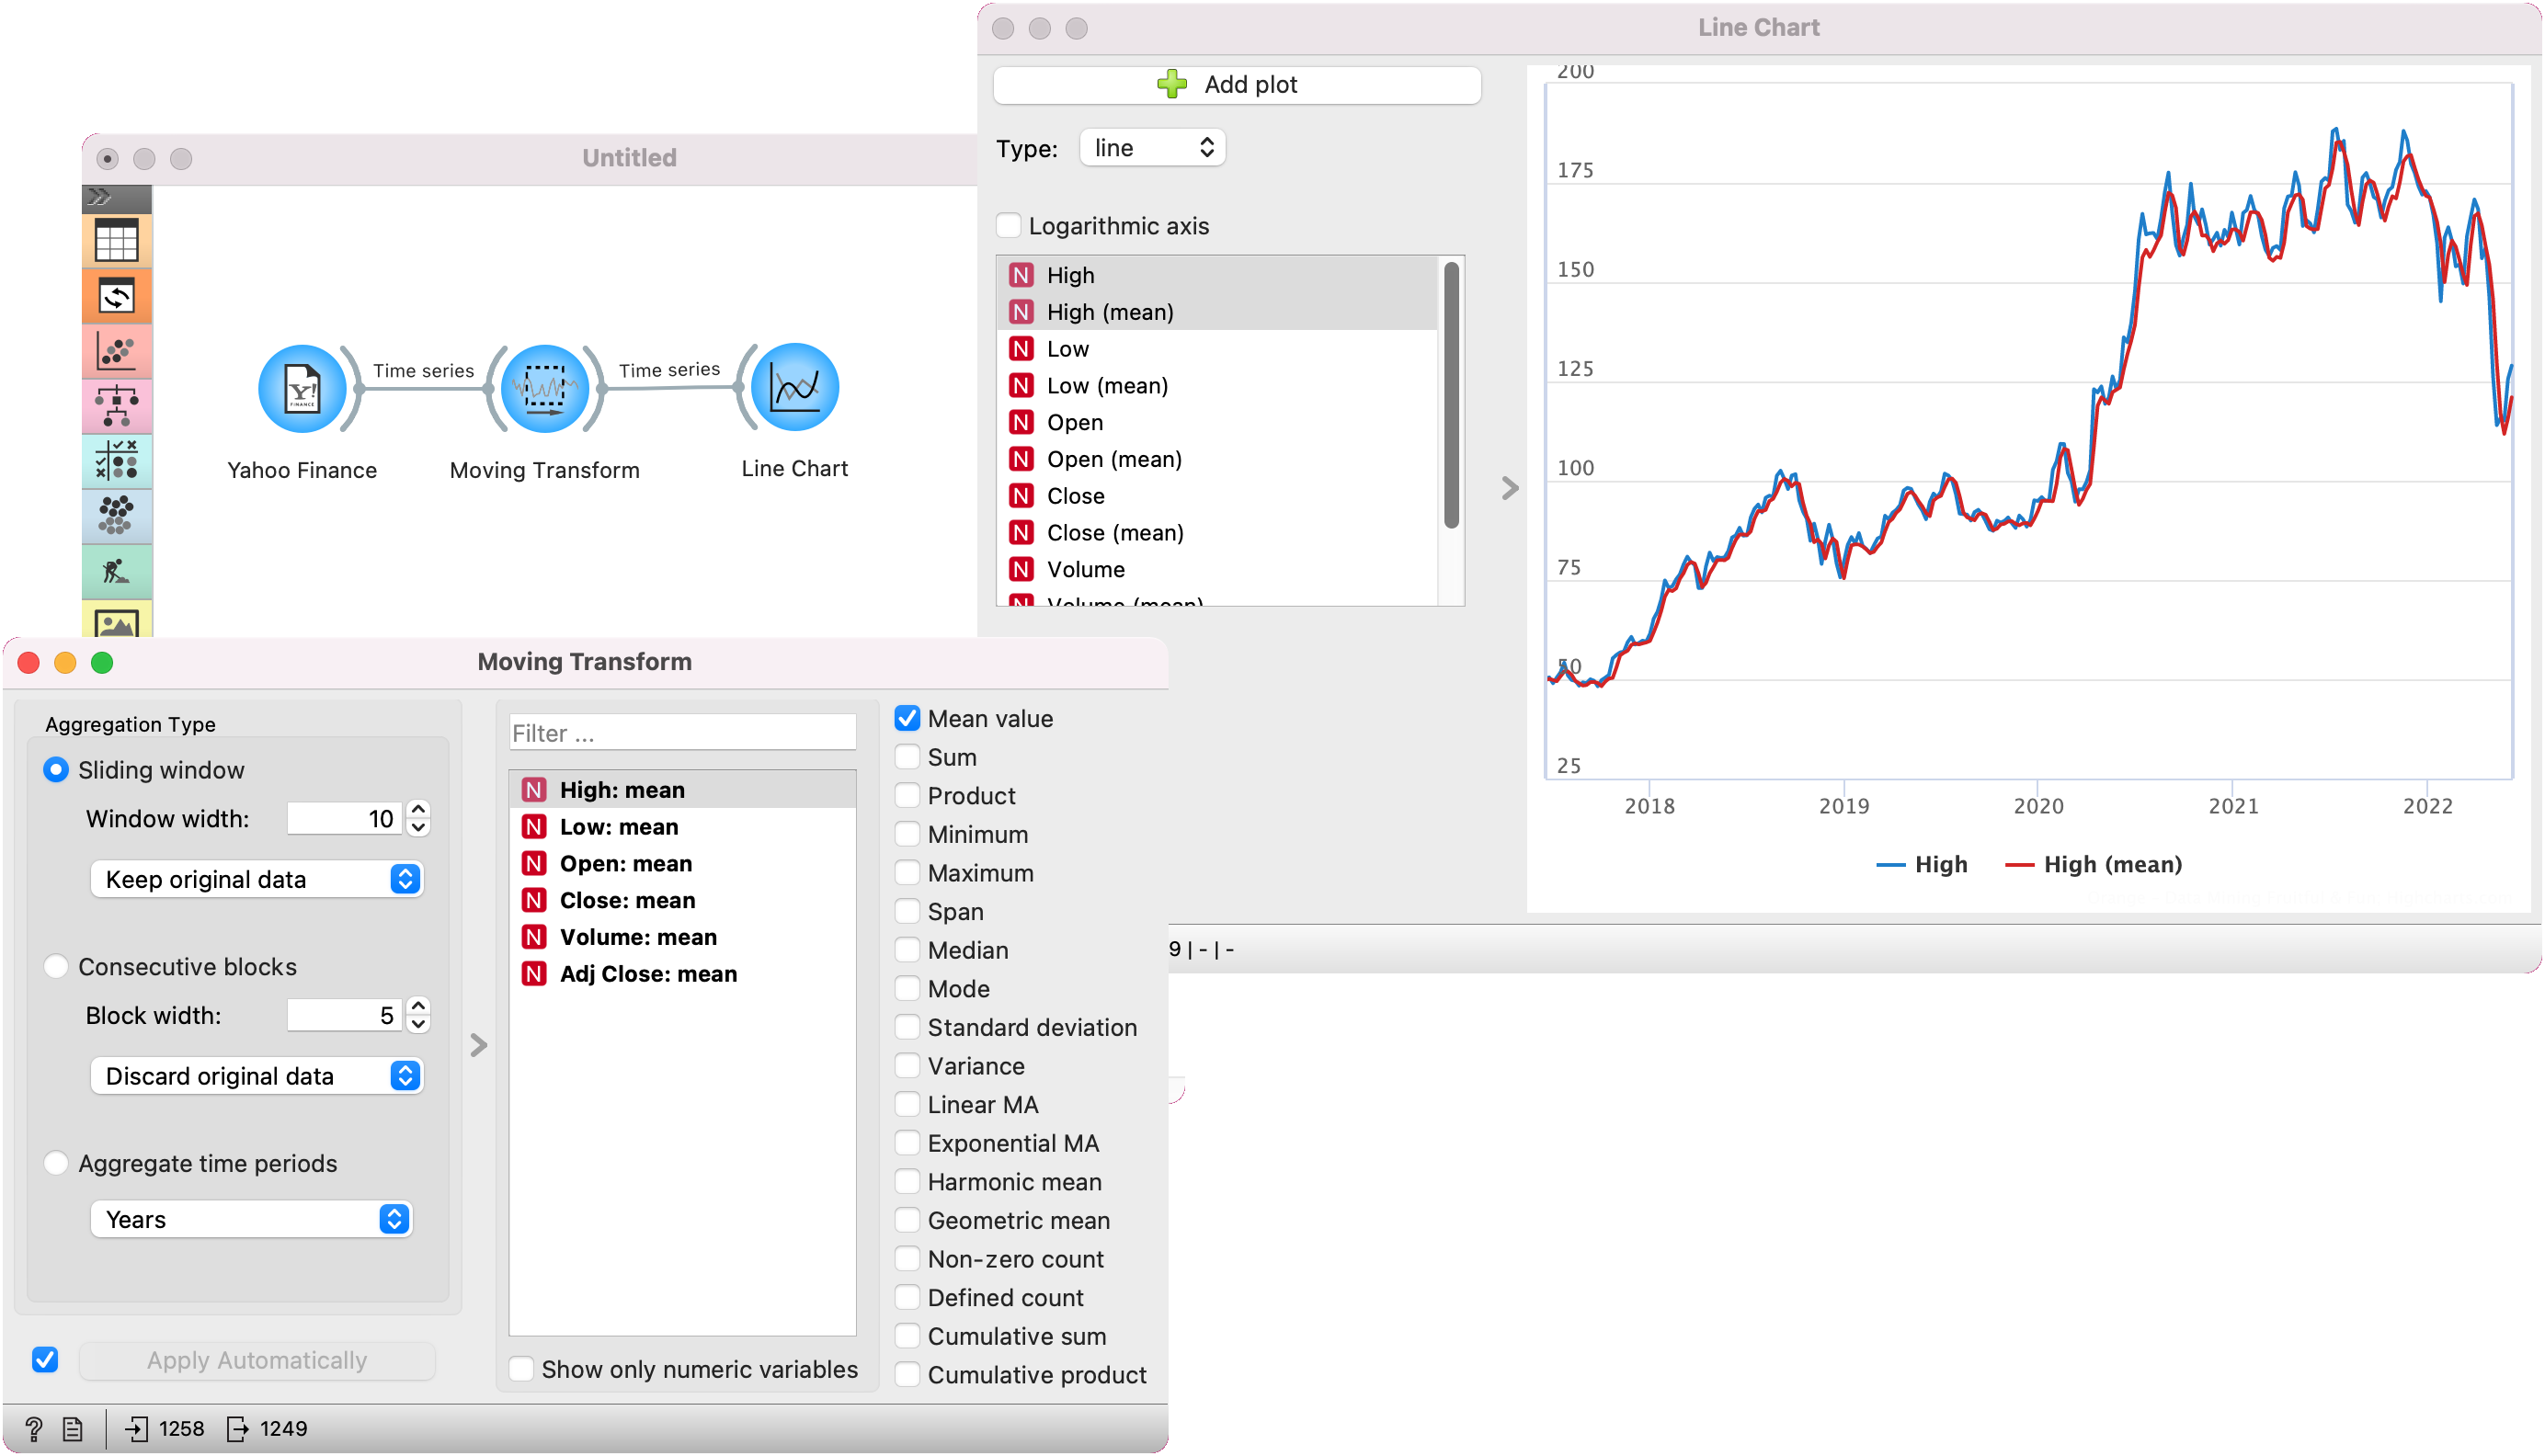 Line Chart
Add plot
Type: line
Logarithmic axis
High
High (mean)
Low
Low (mean)
Open
Open (mean)
Close
Close (mean)
Volume
Volume (mean)
200
175
150
125
100
75
50
25
2018 2019 2020 2021 2022
High High (mean)
9 | - | -
Untitled
Time series Time series
Y!
FINANCE
Yahoo Finance Moving Transform Line Chart
Moving Transform
Aggregation Type
Sliding window
Window width: 10
Keep original data
Consecutive blocks
Block width: 5
Discard original data
Aggregate time periods
Years
Apply Automatically
Filter ...
N High: mean
N Low: mean
N Open: mean
N Close: mean
N Volume: mean
N Adj Close: mean
Show only numeric variables
Mean value
Sum
Product
Minimum
Maximum
Span
Median
Mode
Standard deviation
Variance
Linear MA
Exponential MA
Harmonic mean
Geometric mean
Non-zero count
Defined count
Cumulative sum
Cumulative product
? 1258 1249